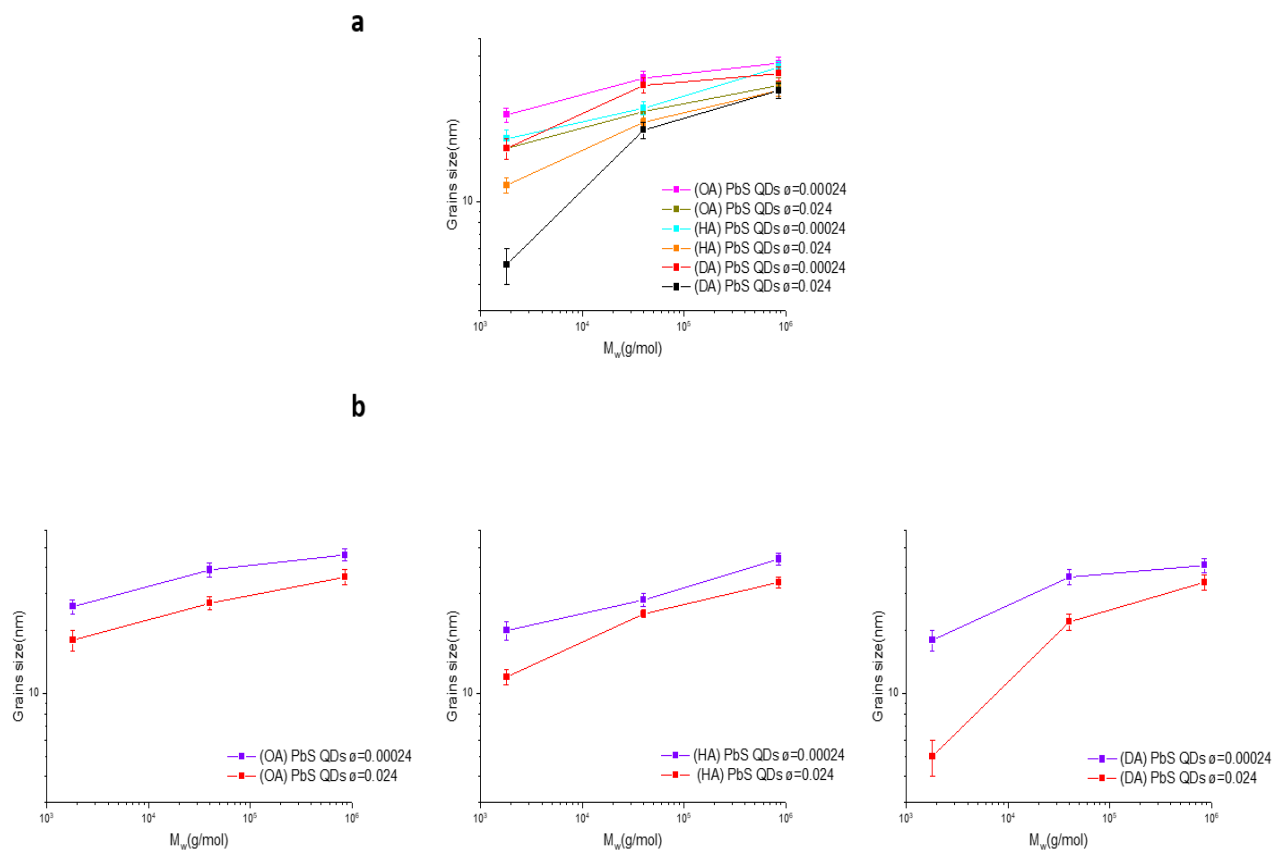 a
Grains size(nm)
10
(OA) PbS QDs ø=0.00024
(OA) PbS QDs ø=0.024
(HA) PbS QDs ø=0.00024
(HA) PbS QDs ø=0.024
(DA) PbS QDs ø=0.00024
(DA) PbS QDs ø=0.024
10³ 10⁴ 10⁵ 10⁶
M_w(g/mol)
b
Grains size(nm)
10
(OA) PbS QDs ø=0.00024
(OA) PbS QDs ø=0.024
10³ 10⁴ 10⁵ 10⁶
M_w(g/mol)
Grains size(nm)
10
(HA) PbS QDs ø=0.00024
(HA) PbS QDs ø=0.024
10³ 10⁴ 10⁵ 10⁶
M_w(g/mol)
Grains size(nm)
10
(DA) PbS QDs ø=0.00024
(DA) PbS QDs ø=0.024
10³ 10⁴ 10⁵ 10⁶
M_w(g/mol)